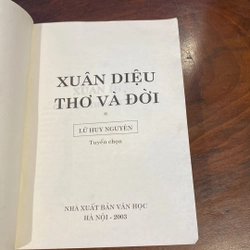 XUÂN DIỆU
THƠ VÀ ĐỜI
*
LỮ HUY NGUYÊN
Tuyển chọn
NHÀ XUẤT BẢN VĂN HỌC
HÀ NỘI - 2003